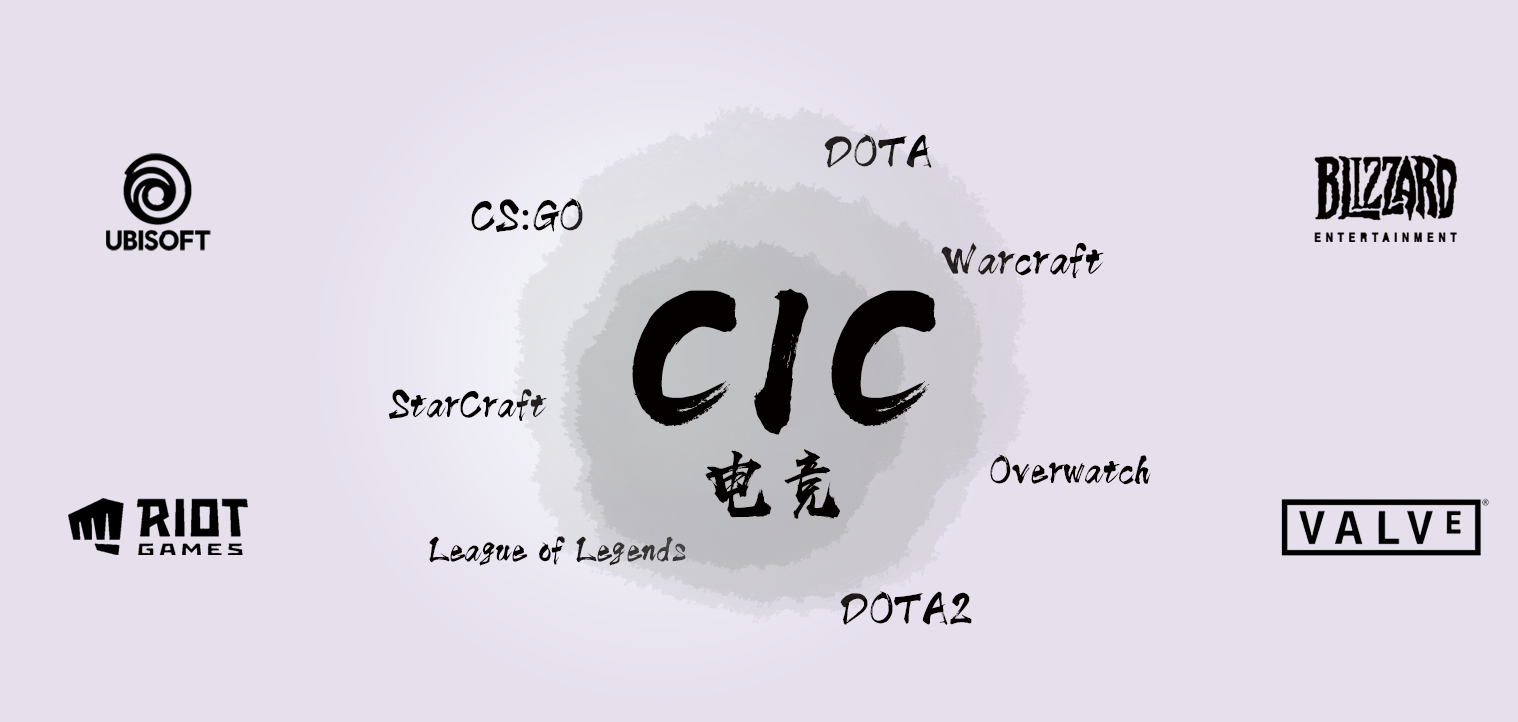 DOTA
BLIZZARD
ENTERTAINMENT
UBISOFT
CS:GO
Warcraft
CIC
StarCraft
电竞
Overwatch
RIOT
GAMES
VALVE®
League of Legends
DOTA2